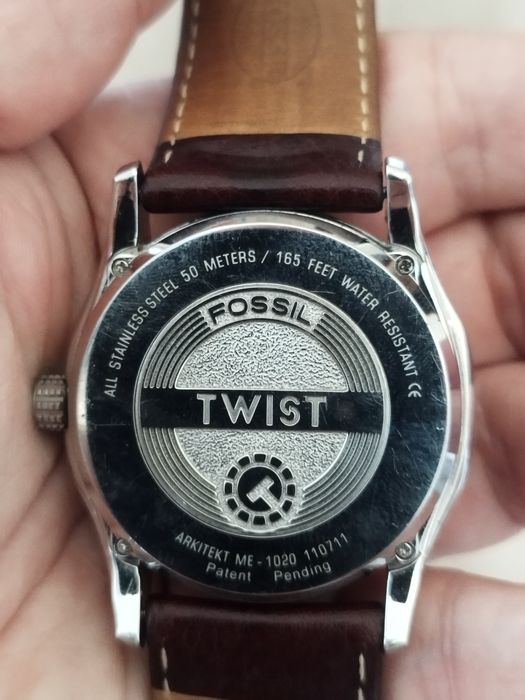 ALL STAINLESS STEEL 50 METERS / 165 FEET WATER RESISTANT CE
FOSSIL
TWIST
ARKITEKT ME - 1020 110711
Patent Pending